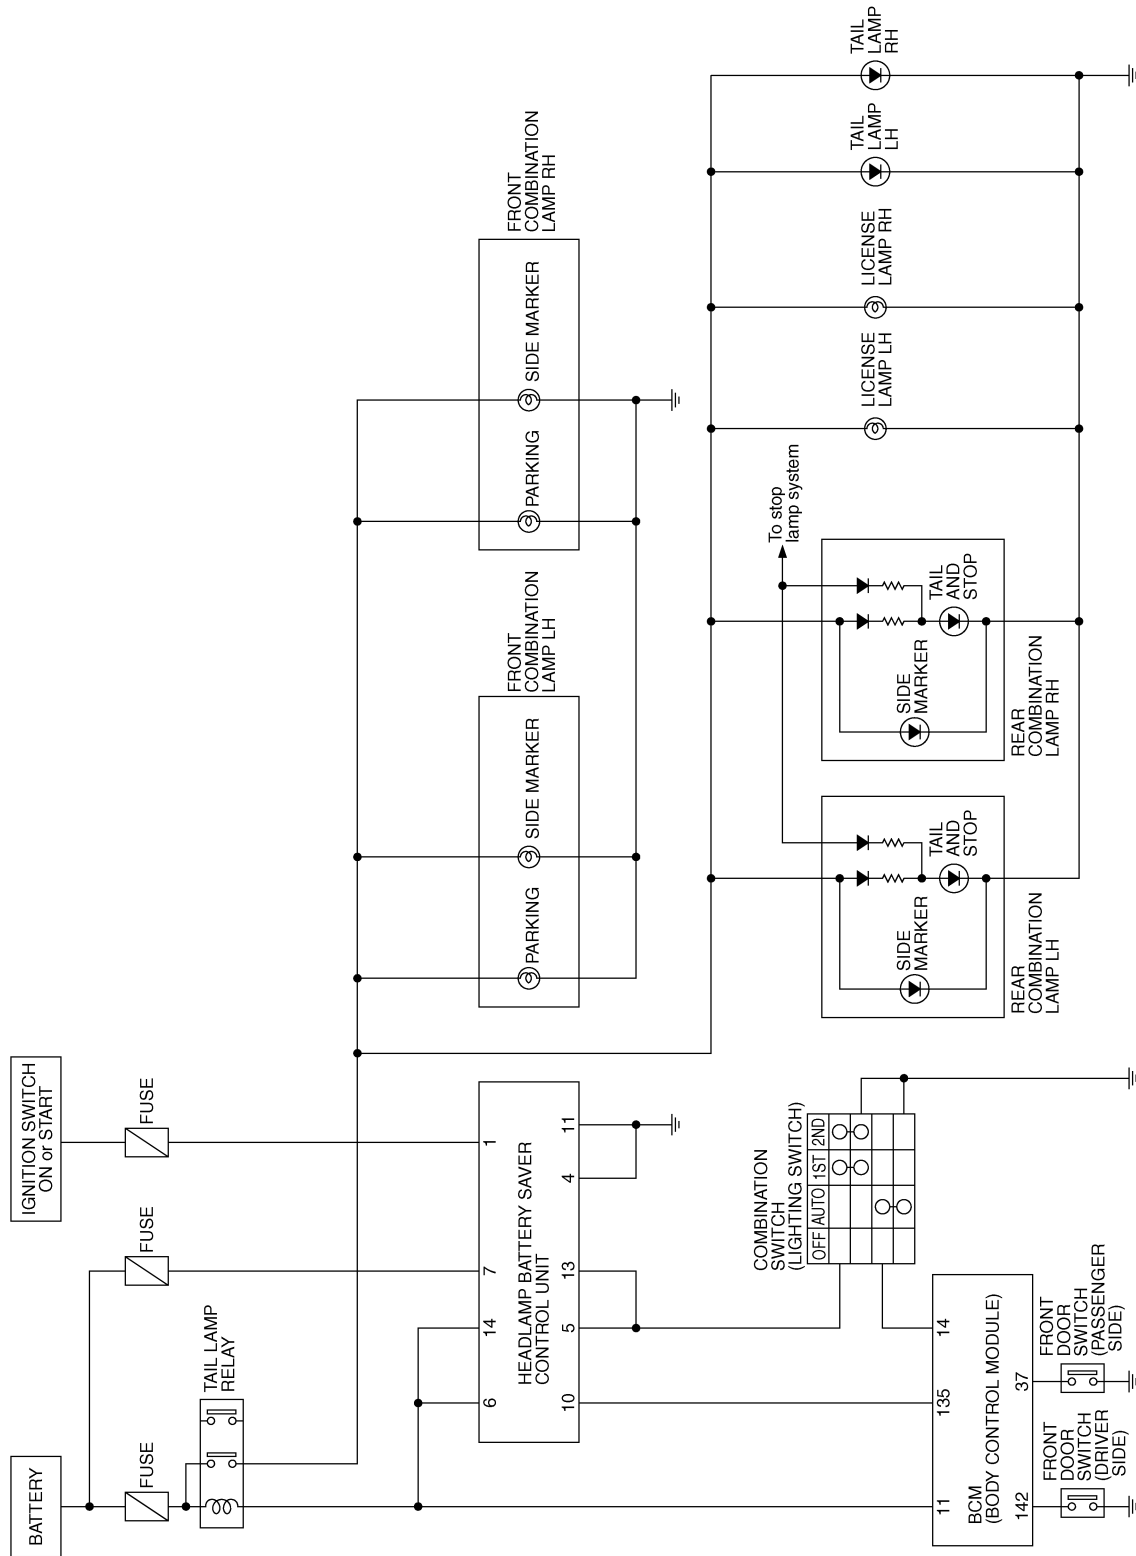 BATTERY
FUSE
TAIL LAMP
RELAY
FUSE
IGNITION SWITCH
ON or START
FUSE
6
14
7
1
HEADLAMP BATTERY SAVER
CONTROL UNIT
10
5
13
4
11
FRONT
COMBINATION
LAMP LH
PARKING
SIDE MARKER
FRONT
COMBINATION
LAMP RH
PARKING
SIDE MARKER
COMBINATION
SWITCH
(LIGHTING SWITCH)
OFF
AUTO
1ST
2ND
11
135
14
BCM
(BODY CONTROL MODULE)
142
37
FRONT
DOOR
SWITCH
(DRIVER
SIDE)
FRONT
DOOR
SWITCH
(PASSENGER
SIDE)
To stop
lamp system
SIDE
MARKER
TAIL
AND
STOP
REAR
COMBINATION
LAMP LH
SIDE
MARKER
TAIL
AND
STOP
REAR
COMBINATION
LAMP RH
LICENSE
LAMP LH
LICENSE
LAMP RH
TAIL
LAMP
LH
TAIL
LAMP
RH